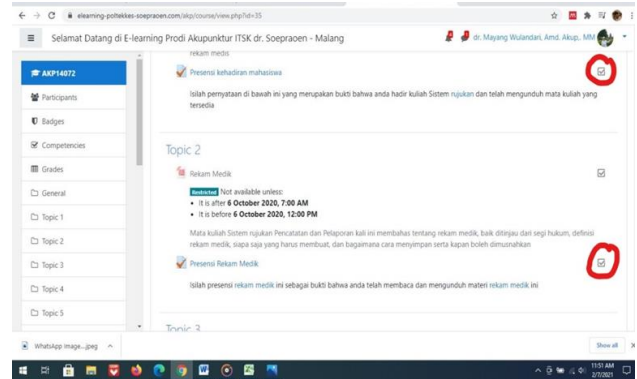 elearning-poltekkes-soepraoen.com/akp/course/view.php?id=35
Selamat Datang di E-learning Prodi Akupunktur ITSK dr. Soepraoen - Malang
dr. Mayang Wulandari, Amd. Akup., MM
rekam medis
AKP14072
Presensi kehadiran mahasiswa
Participants
Isilah pernyataan di bawah ini yang merupakan bukti bahwa anda hadir kuliah Sistem rujukan dan telah mengunduh mata kuliah yang
tersedia
Badges
Competencies
Topic 2
Grades
Rekam Medik
General
Restricted Not available unless:
It is after 6 October 2020, 7:00 AM
It is before 6 October 2020, 12:00 PM
Topic 1
Topic 2
Mata kuliah Sistem rujukan Pencatatan dan Pelaporan kali ini membahas tentang rekam medik, baik ditinjau dari segi hukum, definisi
rekam medik, siapa saja yang harus membuat, dan bagaimana cara menyimpan serta kapan boleh dimusnahkan
Topic 3
Presensi Rekam Medik
Topic 4
Isilah presensi rekam medik ini sebagai bukti bahwa anda telah membaca dan mengunduh materi rekam medik ini
Topic 5
Topic 3
WhatsApp Image....jpeg
Show all
11:51 AM
2/7/2021